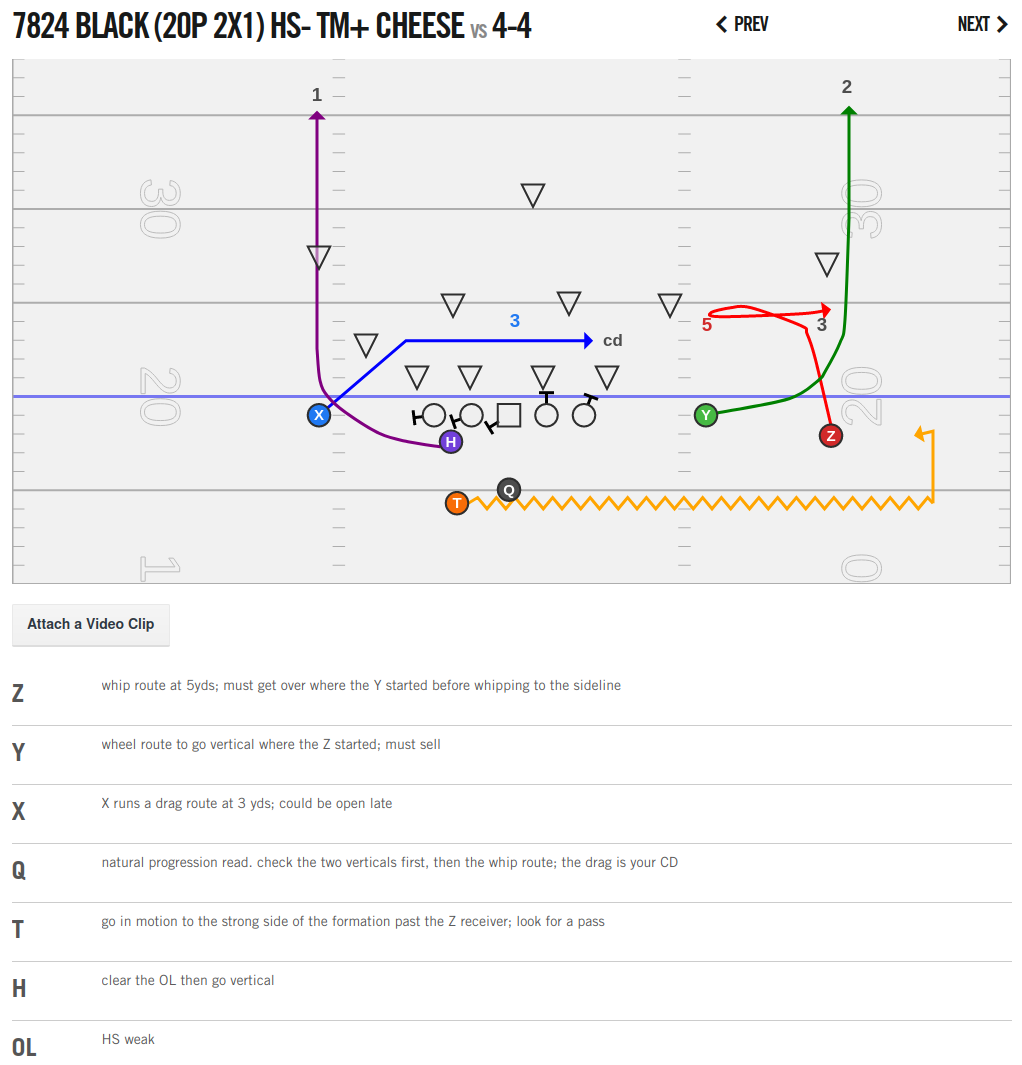 7824 BLACK (20P 2X1) HS- TM+ CHEESE VS 4-4
PREV
NEXT
1
2
30
30
3
5
3
cd
20
20
X
H
Y
Z
T
Q
1
0
Attach a Video Clip
Z whip route at 5yds; must get over where the Y started before whipping to the sideline
Y wheel route to go vertical where the Z started; must sell
X X runs a drag route at 3 yds; could be open late
Q natural progression read. check the two verticals first, then the whip route; the drag is your CD
T go in motion to the strong side of the formation past the Z receiver; look for a pass
H clear the OL then go vertical
OL HS weak